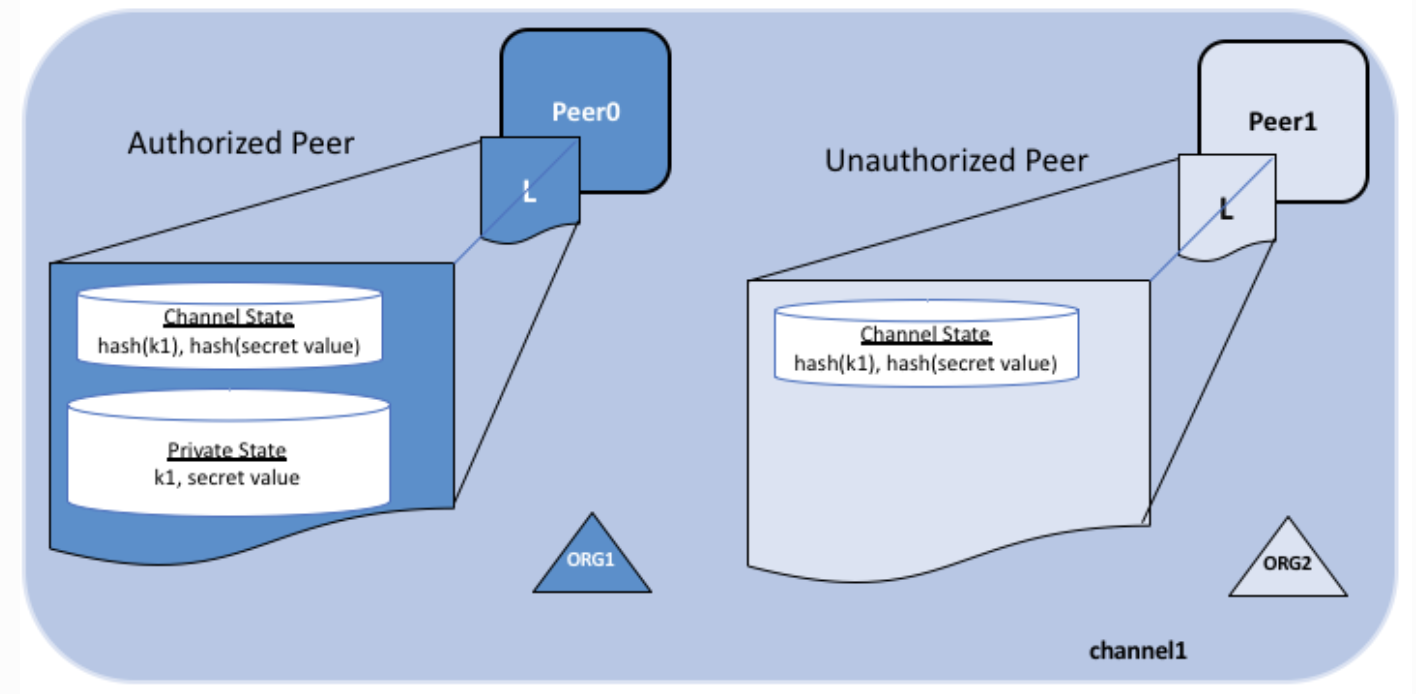 Peer0
Authorized Peer
L
Channel State
hash(k1), hash(secret value)
Private State
k1, secret value
ORG1
Peer1
Unauthorized Peer
L
Channel State
hash(k1), hash(secret value)
ORG2
channel1